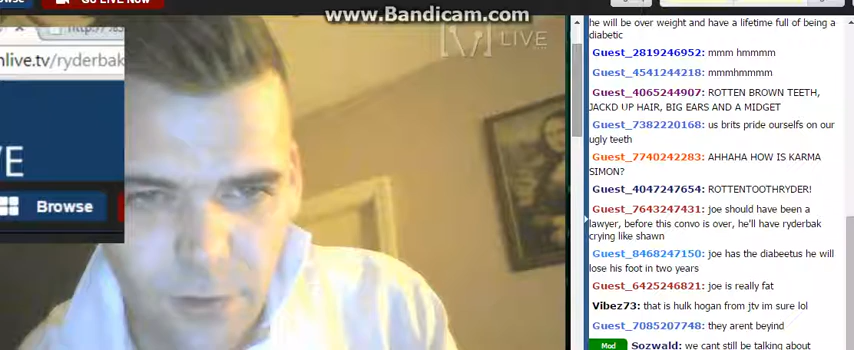 www.Bandicam.com
LIVE
nlive.tv/ryderbak
VE
Browse
he will be over weight and have a lifetime full of being a
diabetic
Guest_2819246952: mmm hmmmm
Guest_4541244218: mmmhmmmm
Guest_4065244907: ROTTEN BROWN TEETH,
JACKD UP HAIR, BIG EARS AND A MIDGET
Guest_7382220168: us brits pride ourselfs on our
ugly teeth
Guest_7740242283: AHHAHA HOW IS KARMA
SIMON?
Guest_4047247654: ROTTENTOOTHRYDER!
Guest_7643247431: joe should have been a
lawyer, before this convo is over, he'll have ryderbak
crying like shawn
Guest_8468247150: joe has the diabeetus he will
lose his foot in two years
Guest_6425246821: joe is really fat
Vibez73: that is hulk hogan from jtv im sure lol
Guest_7085207748: they arent beyind
Mod Sozwald: we cant still be talking about